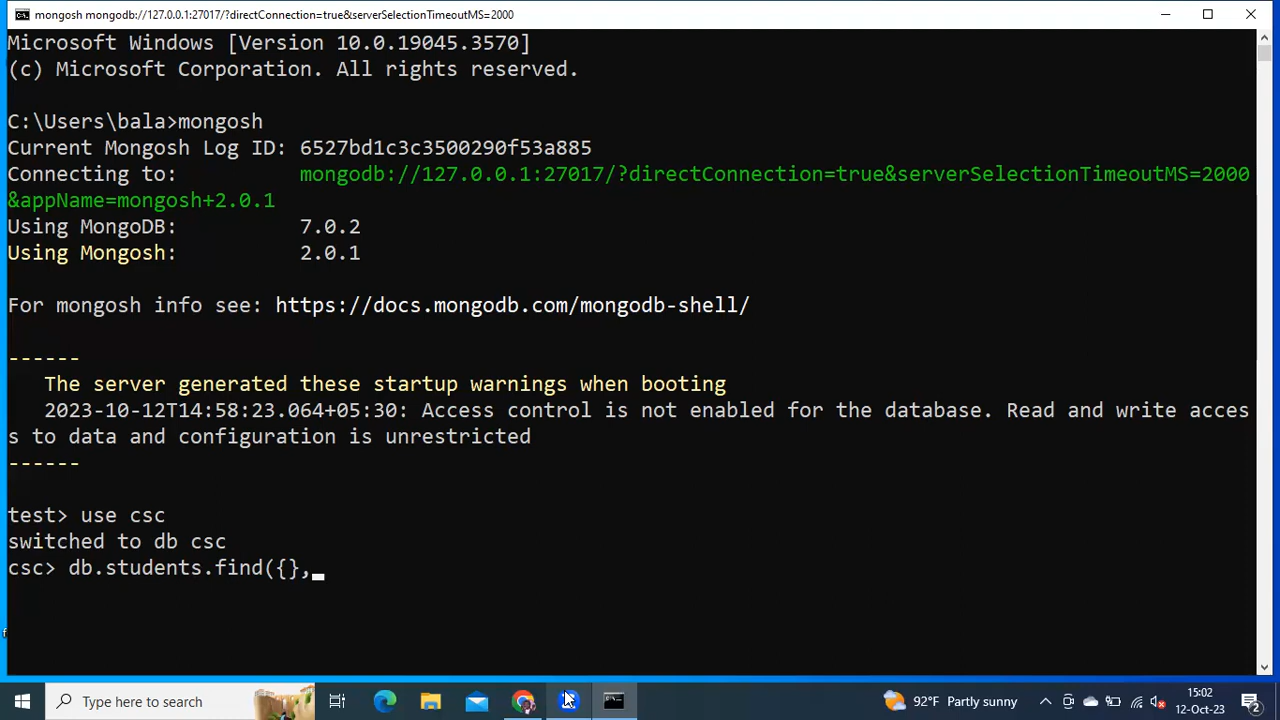 mongosh mongodb://127.0.0.1:27017/?directConnection=true&serverSelectionTimeoutMS=2000
Microsoft Windows [Version 10.0.19045.3570]
(c) Microsoft Corporation. All rights reserved.
C:\Users\bala>mongosh
Current Mongosh Log ID: 6527bd1c3c3500290f53a885
Connecting to: mongodb://127.0.0.1:27017/?directConnection=true&serverSelectionTimeoutMS=2000
&appName=mongosh+2.0.1
Using MongoDB: 7.0.2
Using Mongosh: 2.0.1
For mongosh info see: https://docs.mongodb.com/mongodb-shell/
------
The server generated these startup warnings when booting
2023-10-12T14:58:23.064+05:30: Access control is not enabled for the database. Read and write acces
s to data and configuration is unrestricted
------
test> use csc
switched to db csc
csc> db.students.find({},
Type here to search
92°F Partly sunny
15:02
12-Oct-23
2